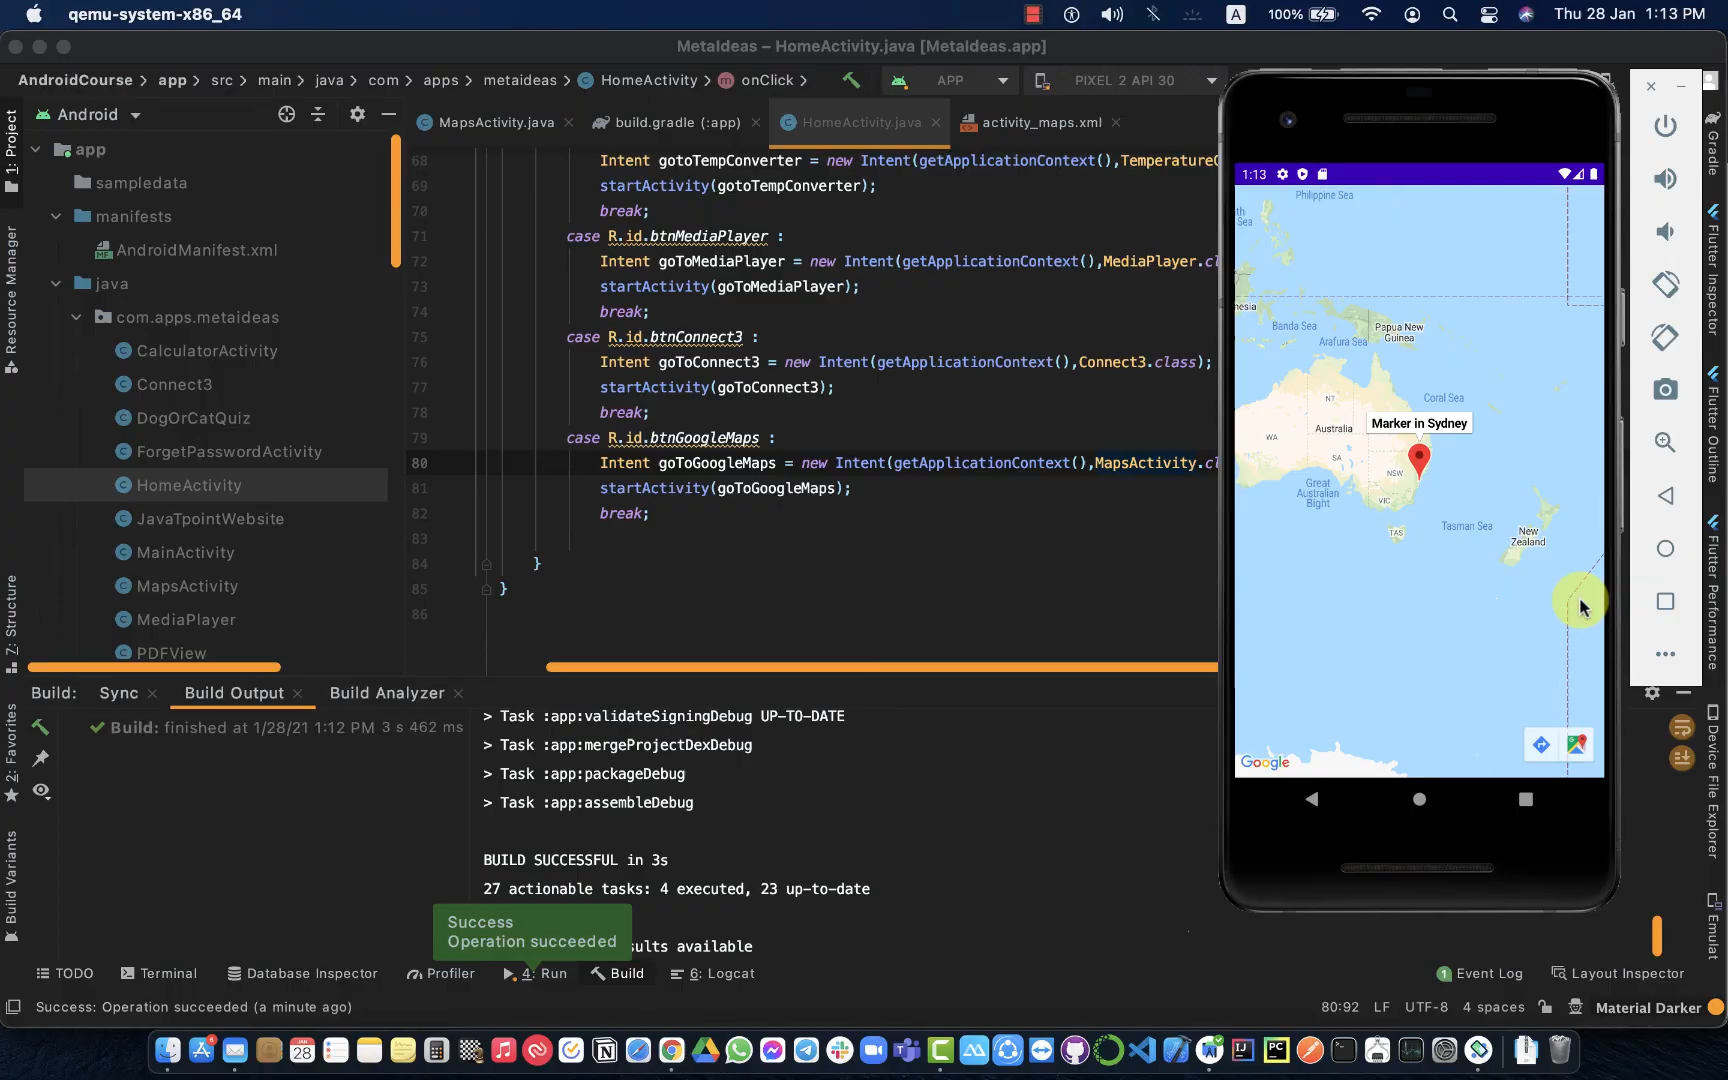 qemu-system-x86_64
A
100%
Thu 28 Jan 1:13 PM
MetaIdeas – HomeActivity.java [MetaIdeas.app]
AndroidCourse
app
src
main
java
com
apps
metaideas
HomeActivity
onClick
APP
PIXEL 2 API 30
1: Project
Resource Manager
Z: Structure
2: Favorites
Build Variants
Android
MapsActivity.java
build.gradle (:app)
HomeActivity.java
activity_maps.xml
app
sampledata
manifests
AndroidManifest.xml
java
com.apps.metaideas
CalculatorActivity
Connect3
DogOrCatQuiz
ForgetPasswordActivity
HomeActivity
JavaTpointWebsite
MainActivity
MapsActivity
MediaPlayer
PDFView
68 Intent gotoTempConverter = new Intent(getApplicationContext(),Temperature
69 startActivity(gotoTempConverter);
70 break;
71 case R.id.btnMediaPlayer :
72 Intent goToMediaPlayer = new Intent(getApplicationContext(),MediaPlayer.cl
73 startActivity(goToMediaPlayer);
74 break;
75 case R.id.btnConnect3 :
76 Intent goToConnect3 = new Intent(getApplicationContext(),Connect3.class);
77 startActivity(goToConnect3);
78 break;
79 case R.id.btnGoogleMaps :
80 Intent goToGoogleMaps = new Intent(getApplicationContext(),MapsActivity.cl
81 startActivity(goToGoogleMaps);
82 break;
83
84 }
85 }
86
1:13
Philippine Sea
th
Sea
nesia
Banda Sea
Papua New
Guinea
Arafura Sea
Coral Sea
NT
Marker in Sydney
Australia
WA
SA
NSW
Great
Australian
Bight
VIC
TAS
Tasman Sea
New
Zealand
Google
Gradle
Flutter Inspector
Flutter Outline
Flutter Performance
Device File Explorer
Emulat
Build:
Sync
Build Output
Build Analyzer
Build: finished at 1/28/21 1:12 PM 3 s 462 ms
> Task :app:validateSigningDebug UP-TO-DATE
> Task :app:mergeProjectDexDebug
> Task :app:packageDebug
> Task :app:assembleDebug
BUILD SUCCESSFUL in 3s
27 actionable tasks: 4 executed, 23 up-to-date
sults available
Success
Operation succeeded
TODO
Terminal
Database Inspector
Profiler
4: Run
Build
6: Logcat
1 Event Log
Layout Inspector
Success: Operation succeeded (a minute ago)
80:92
LF
UTF-8
4 spaces
Material Darker
JAN
28
PC